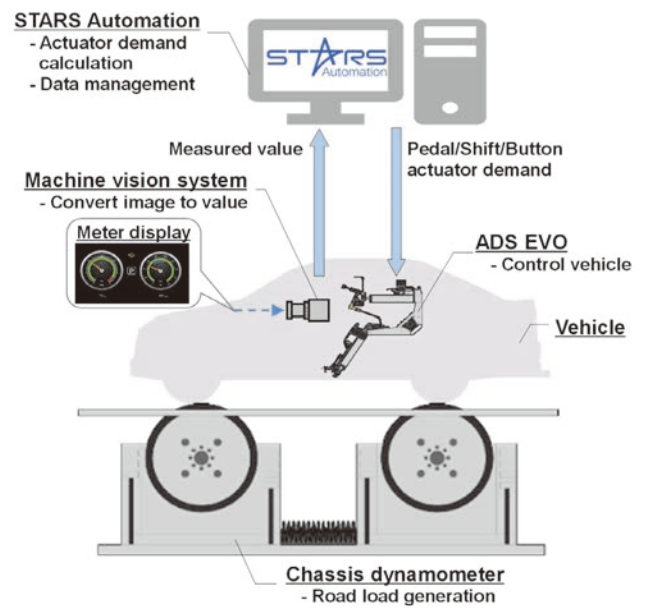 STARS Automation
- Actuator demand
calculation
- Data management
STARS
Automation
Measured value
Pedal/Shift/Button
actuator demand
Machine vision system
- Convert image to value
Meter display
P
ADS EVO
- Control vehicle
Vehicle
Chassis dynamometer
- Road load generation